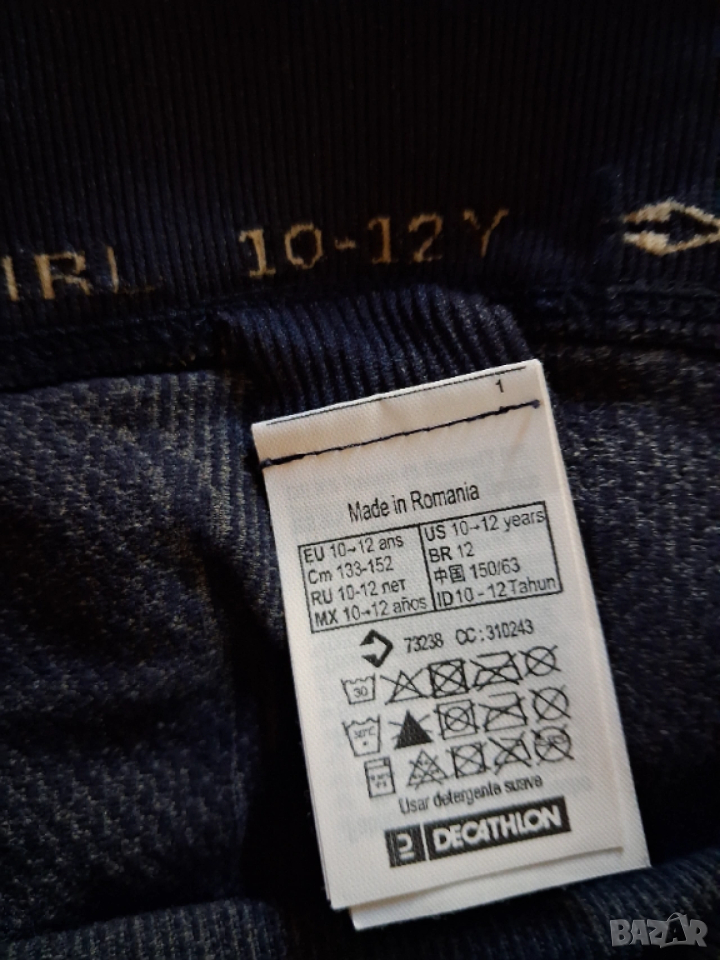 IRL 10-12Y
1
Made in Romania
EU 10→12 ans
Cm 133-152
RU 10-12 лет
MX 10→12 años
US 10→12 years
BR 12
中国 150/63
ID 10 - 12 Tahun
73238 CC:310243
30
30°C
Usar detergente suave
DECATHLON
BAZAR